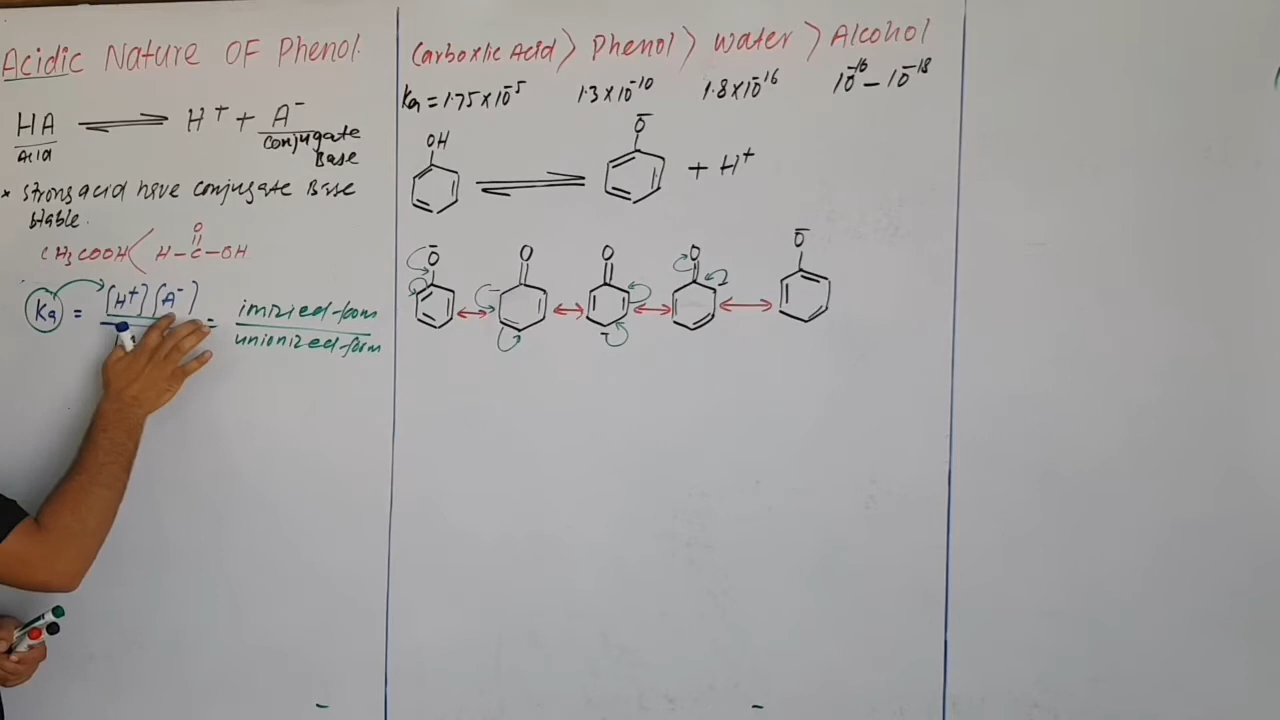 Acidic Nature OF Phenol.
HA ⇌ H⁺ + A⁻
Acid
Conjugate
Base
* Strong acid have conjugate Base
stable.
CH₃COOH < H-C-OH
O
Ka = [H⁺][A⁻] = imizied-form
unionized-form
Carboxlic Acid > Phenol > Water > Alcohol
Ka = 1.75×10⁻⁵ 1.3×10⁻¹⁰ 1.8×10⁻¹⁶ 10⁻¹⁶ – 10⁻¹⁸
OH ⇌ O⁻ + H⁺
O⁻ ↔ O ↔ O ↔ O ↔ O⁻